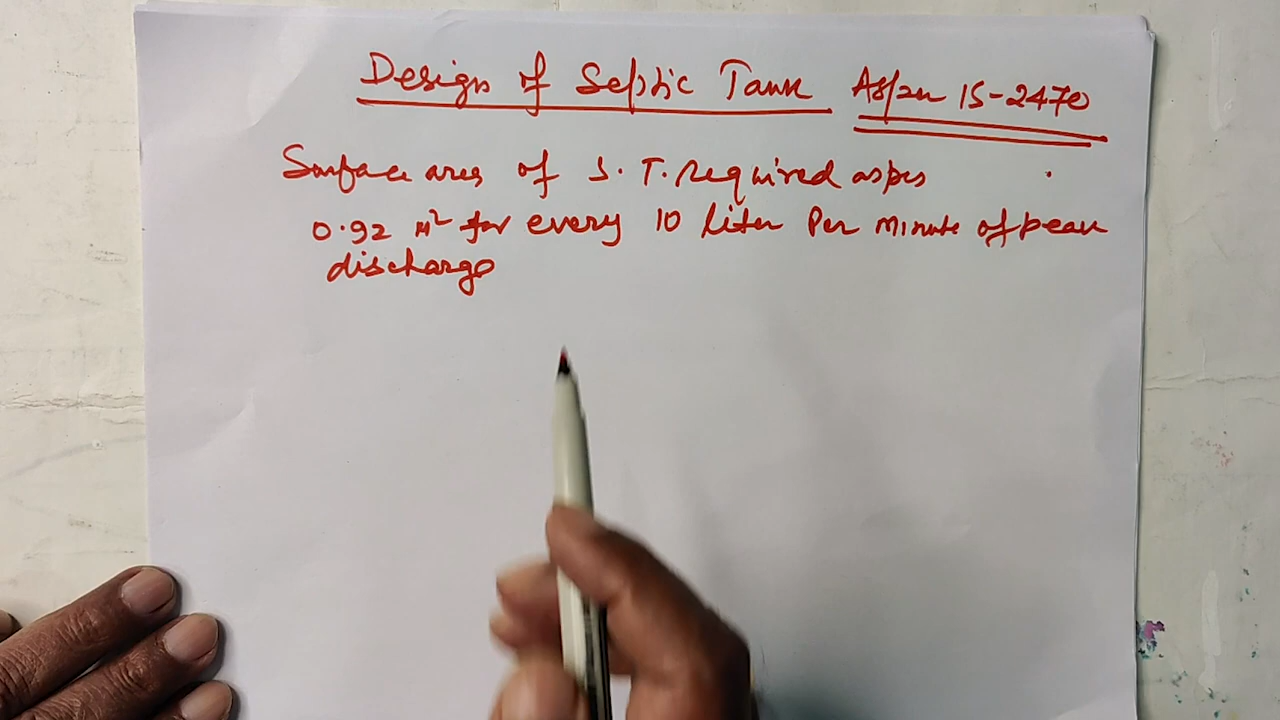 Design of Septic Tank As per IS-2470
Surface area of S.T. required as per
0.92 M² for every 10 liter Per minute of peak
discharge